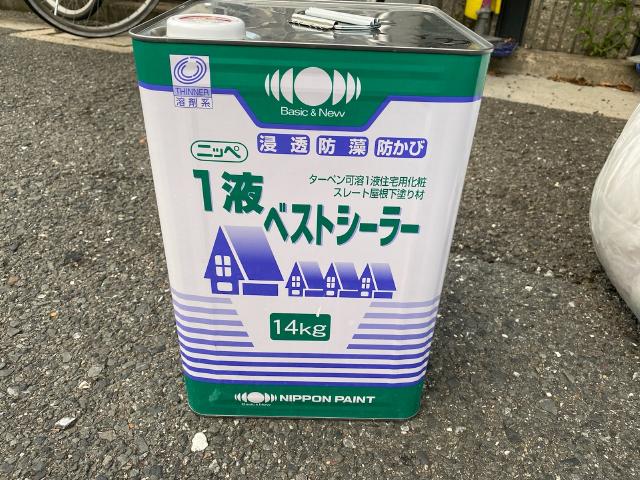 THINNER
溶剤系
Basic & New
ニッペ
浸透 防藻 防かび
ターペン可溶1液住宅用化粧
スレート屋根下塗り材
1液
ベストシーラー
14kg
Basic & New
NIPPON PAINT